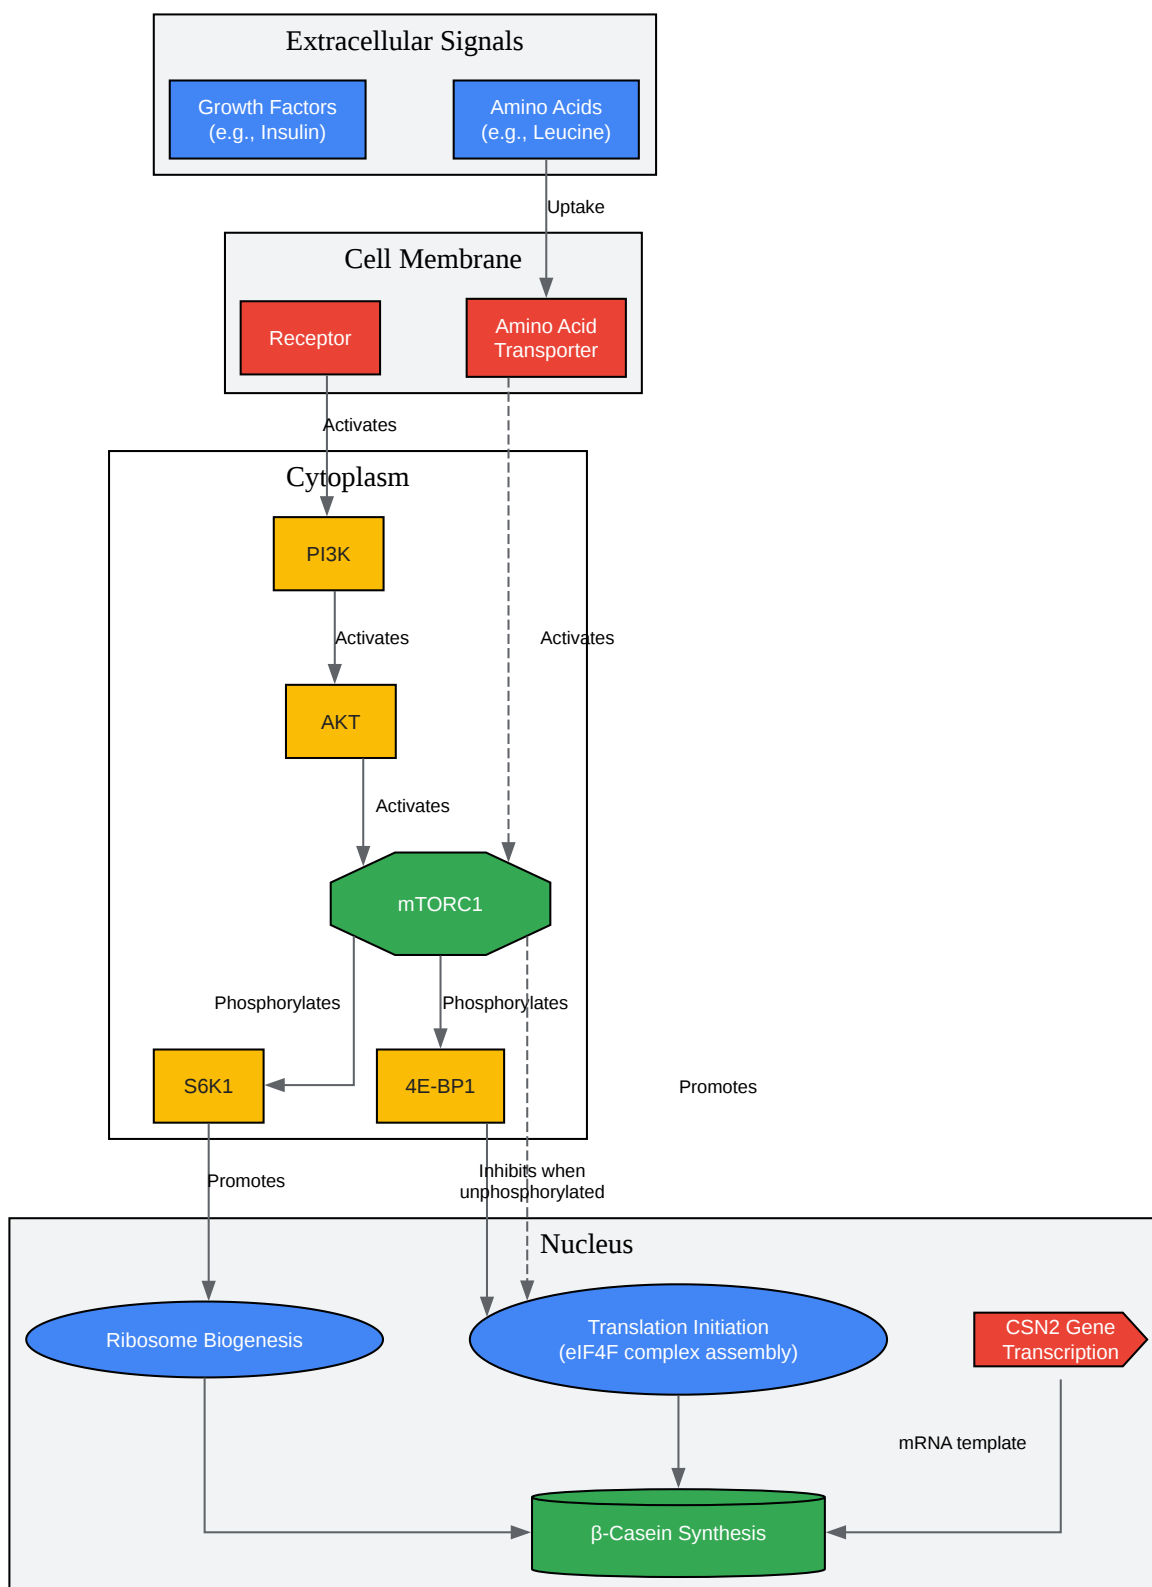 Extracellular Signals
Growth Factors
(e.g., Insulin)
Amino Acids
(e.g., Leucine)
Uptake
Cell Membrane
Receptor
Amino Acid
Transporter
Activates
Cytoplasm
PI3K
Activates
Activates
AKT
Activates
mTORC1
Phosphorylates
Phosphorylates
S6K1
4E-BP1
Promotes
Promotes
Inhibits when
unphosphorylated
Nucleus
Ribosome Biogenesis
Translation Initiation
(eIF4F complex assembly)
CSN2 Gene
Transcription
mRNA template
β-Casein Synthesis